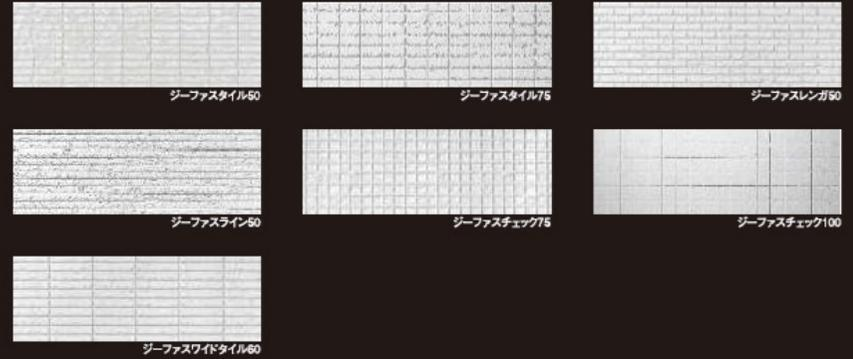 ジーファスタイル50
ジーファスタイル75
ジーファスレンガ50
ジーファスライン50
ジーファスチェック75
ジーファスチェック100
ジーファスワイドタイル60